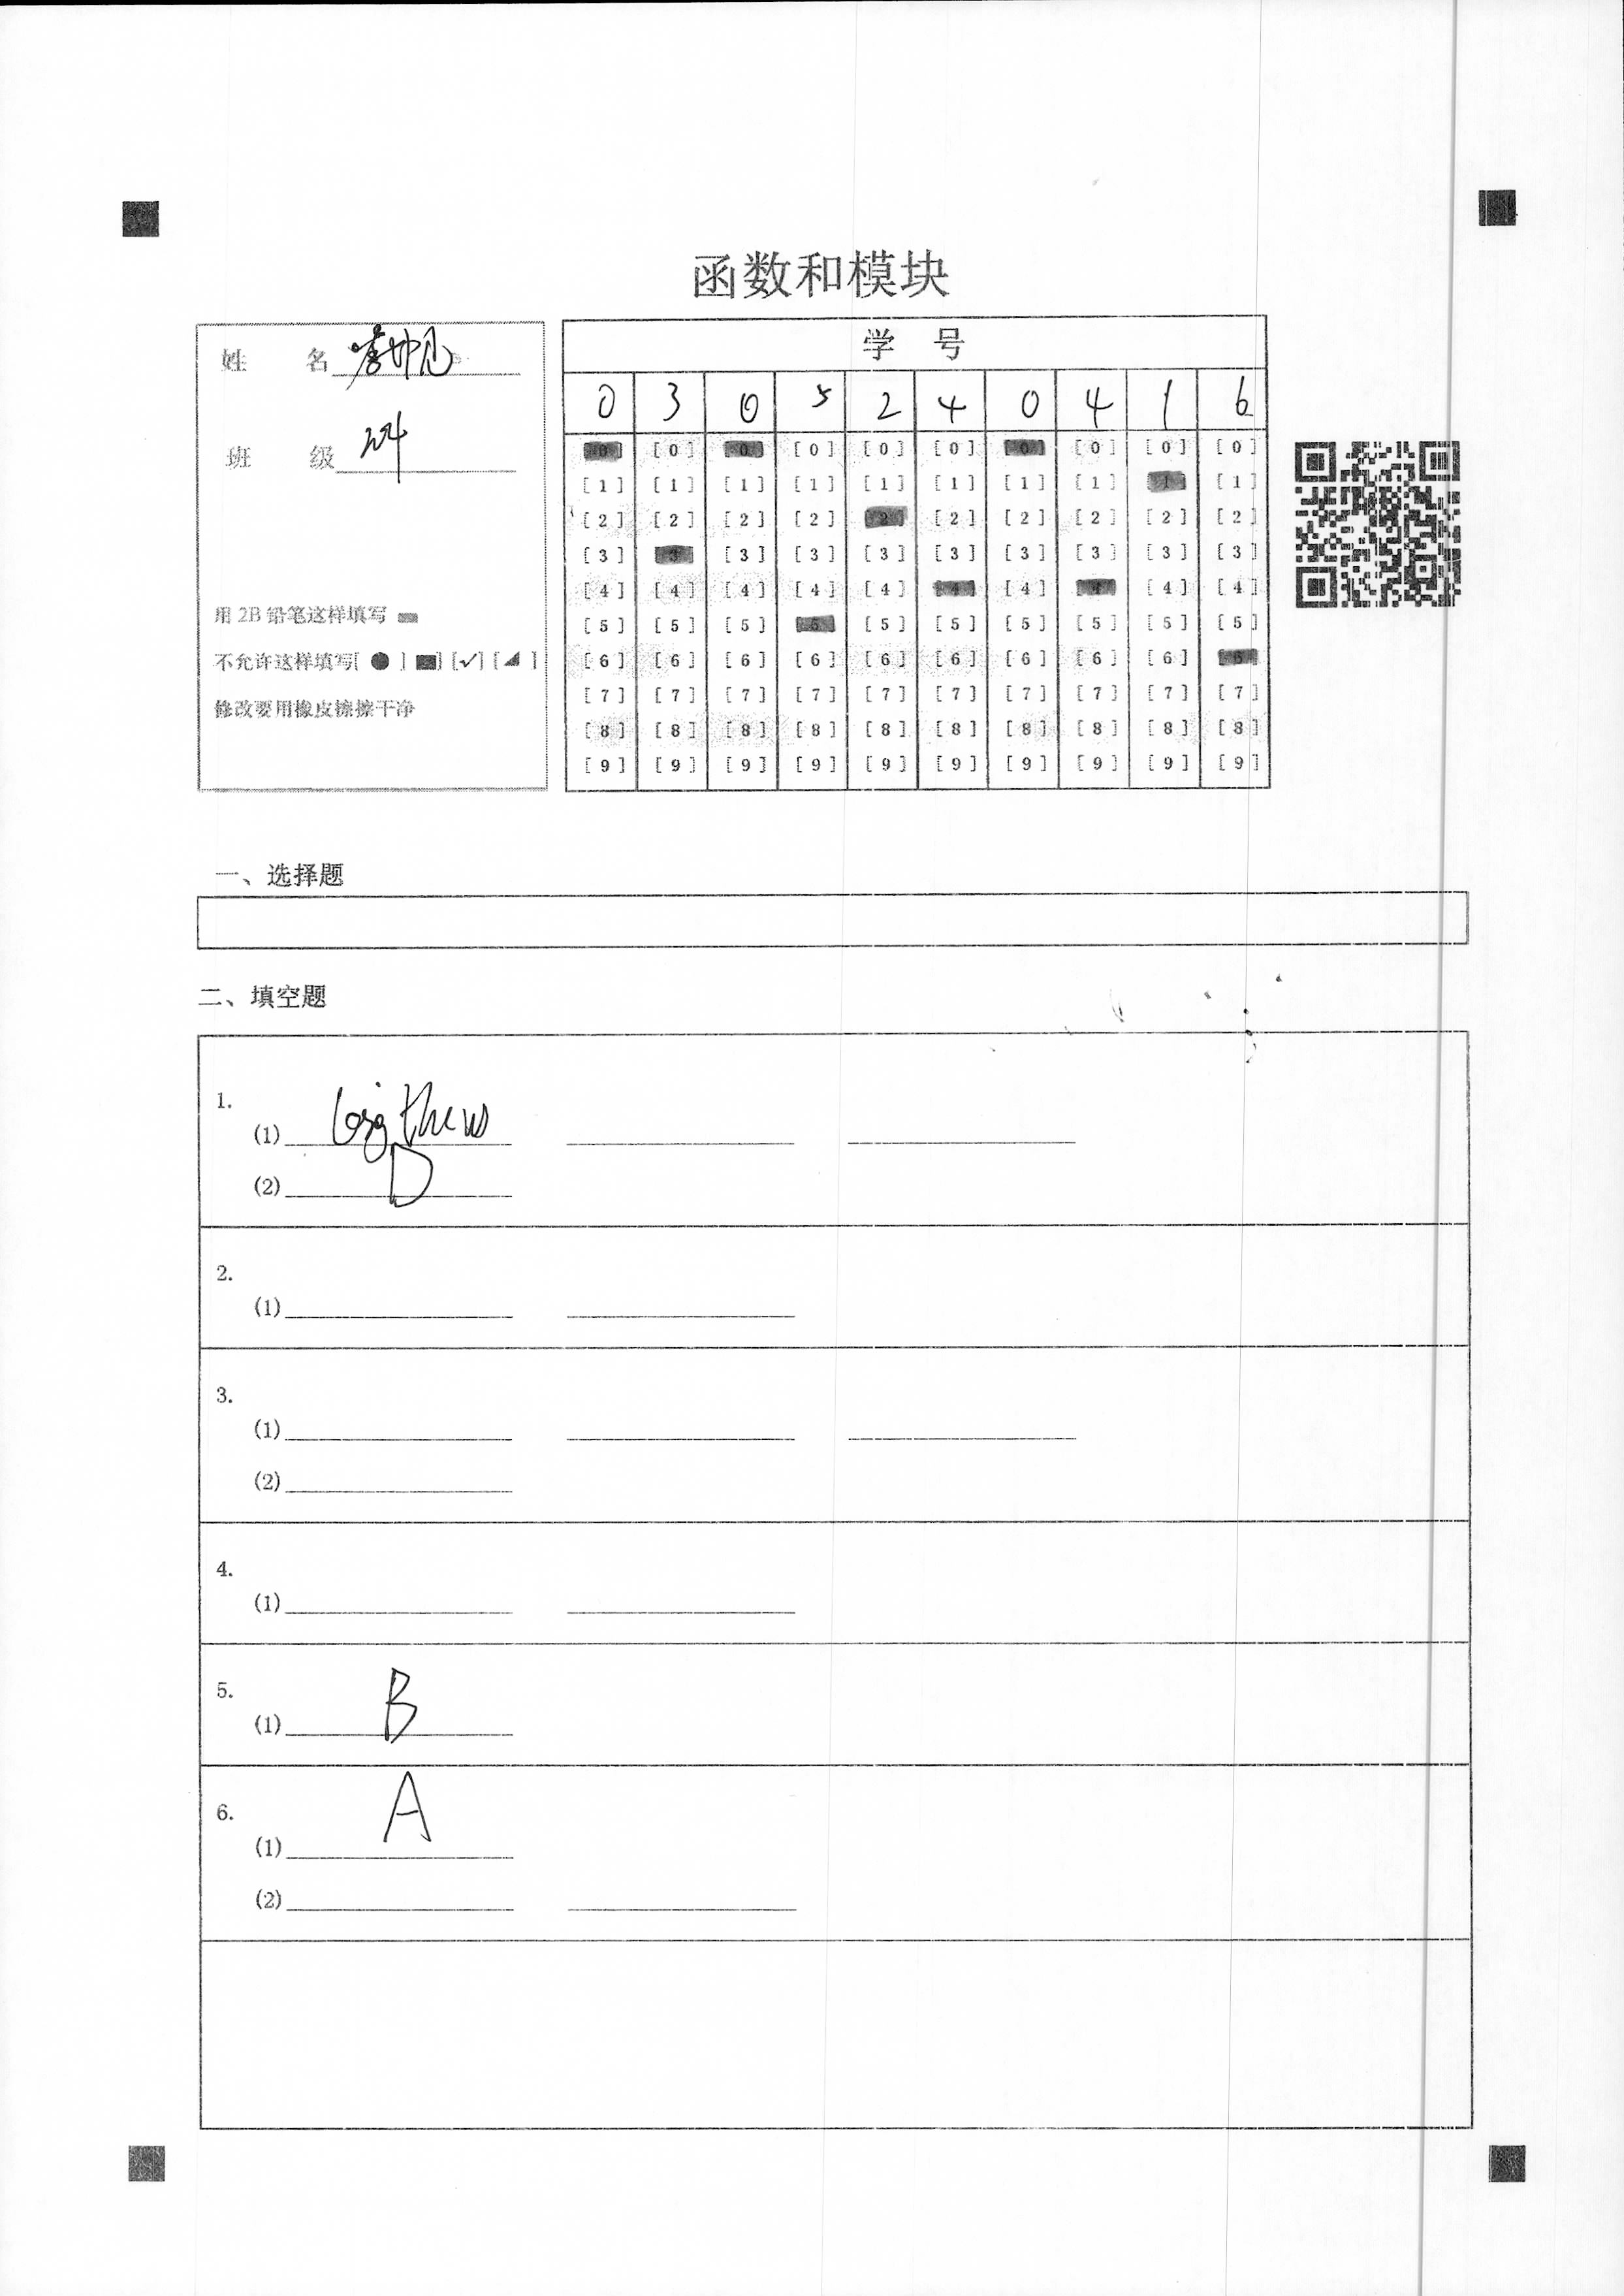 函数和模块
姓 名
班 级
用 2B 铅笔这样填写
不允许这样填写[ ● ] [■] [✓] [◢ ]
修改要用橡皮擦擦干净
学 号
0 3 0 5 2 4 0 4 1 6
[0] [0] [0] [0] [0] [0] [0] [0] [0] [0]
[1] [1] [1] [1] [1] [1] [1] [1] [1] [1]
[2] [2] [2] [2] [2] [2] [2] [2] [2] [2]
[3] [3] [3] [3] [3] [3] [3] [3] [3] [3]
[4] [4] [4] [4] [4] [4] [4] [4] [4] [4]
[5] [5] [5] [5] [5] [5] [5] [5] [5] [5]
[6] [6] [6] [6] [6] [6] [6] [6] [6] [6]
[7] [7] [7] [7] [7] [7] [7] [7] [7] [7]
[8] [8] [8] [8] [8] [8] [8] [8] [8] [8]
[9] [9] [9] [9] [9] [9] [9] [9] [9] [9]
一、选择题
二、填空题
1.
(1)
(2) D
2.
(1)
3.
(1)
(2)
4.
(1)
5.
(1) B
6.
(1) A
(2)